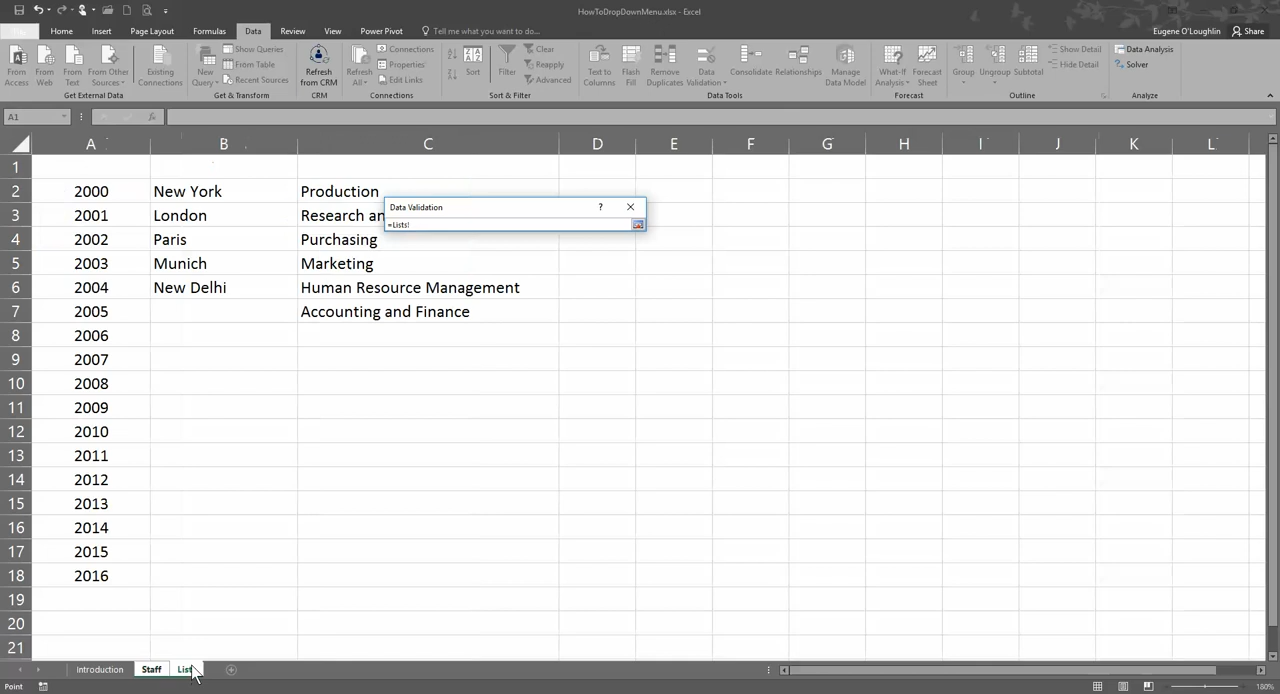 HowToDropDownMenu.xlsx - Excel
Home Insert Page Layout Formulas Data Review View Power Pivot Tell me what you want to do... Eugene O'Loughlin Share
From Access
From Web
From Text
From Other Sources
Existing Connections
Get External Data
New Query
Show Queries
From Table
Recent Sources
Get & Transform
Refresh from CRM
CRM
Refresh All
Connections
Properties
Edit Links
Connections
Sort
Filter
Clear
Reapply
Advanced
Sort & Filter
Text to Columns
Flash Fill
Remove Duplicates
Data Validation
Consolidate
Relationships
Manage Data Model
Data Tools
What-If Analysis
Forecast Sheet
Forecast
Group
Ungroup
Subtotal
Show Detail
Hide Detail
Outline
Data Analysis
Solver
Analyze
A1 fx
A B C D E F G H I J K L
1
2 2000 New York Production
3 2001 London Research an
4 2002 Paris Purchasing
5 2003 Munich Marketing
6 2004 New Delhi Human Resource Management
7 2005 Accounting and Finance
8 2006
9 2007
10 2008
11 2009
12 2010
13 2011
14 2012
15 2013
16 2014
17 2015
18 2016
19
20
21
Data Validation ?
=Lists!
Introduction Staff List
Point 180%